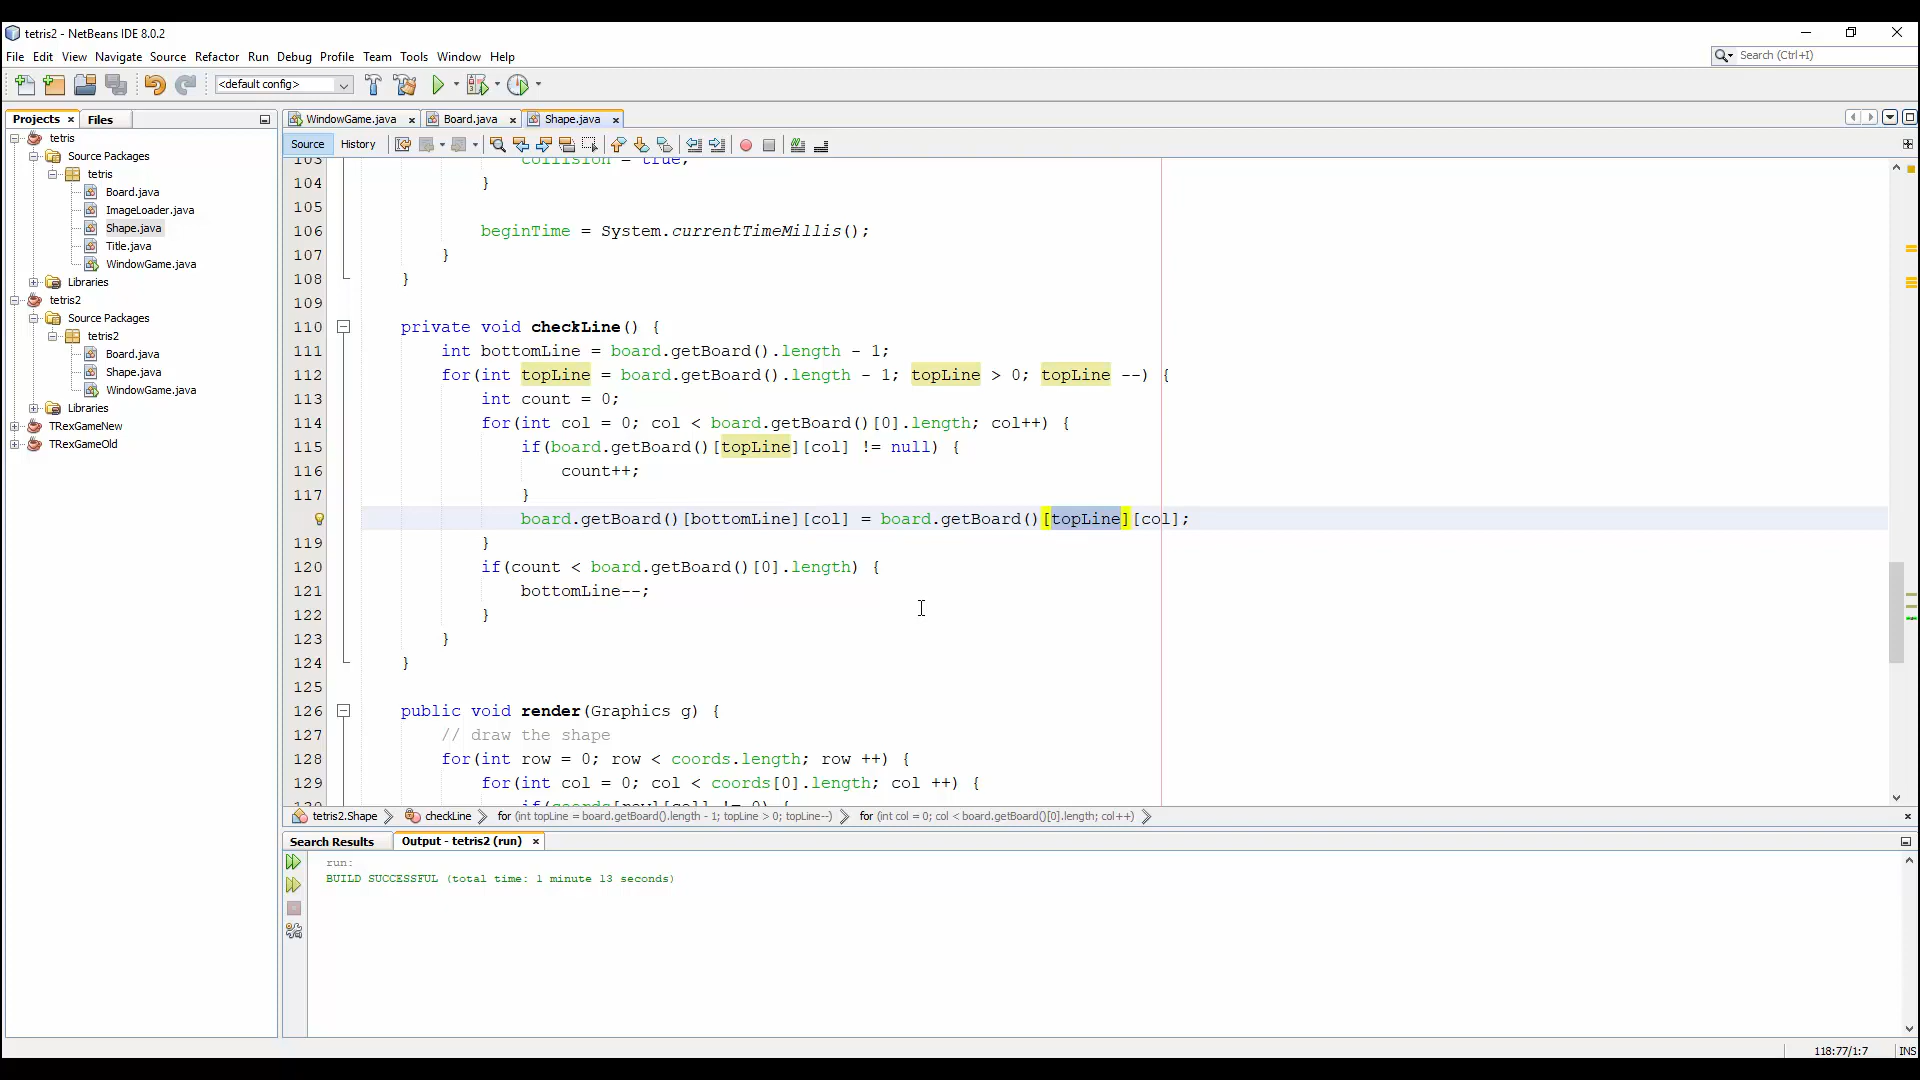 tetris2 - NetBeans IDE 8.0.2
File Edit View Navigate Source Refactor Run Debug Profile Team Tools Window Help
Search (Ctrl+I)
<default config>
Projects × Files
WindowGame.java × Board.java × Shape.java ×
Source History
tetris
Source Packages
tetris
Board.java
ImageLoader.java
Shape.java
Title.java
WindowGame.java
Libraries
tetris2
Source Packages
tetris2
Board.java
Shape.java
WindowGame.java
Libraries
TRexGameNew
TRexGameOld
103 collision = true;
104 }
105
106 beginTime = System.currentTimeMillis();
107 }
108 }
109
110 private void checkLine() {
111 int bottomLine = board.getBoard().length - 1;
112 for(int topLine = board.getBoard().length - 1; topLine > 0; topLine --) {
113 int count = 0;
114 for(int col = 0; col < board.getBoard()[0].length; col++) {
115 if(board.getBoard()[topLine][col] != null) {
116 count++;
117 }
board.getBoard()[bottomLine][col] = board.getBoard()[topLine][col];
119 }
120 if(count < board.getBoard()[0].length) {
121 bottomLine--;
122 }
123 }
124 }
125
126 public void render(Graphics g) {
127 // draw the shape
128 for(int row = 0; row < coords.length; row ++) {
129 for(int col = 0; col < coords[0].length; col ++) {
130 if(coords[row][col] != 0) {
tetris2.Shape checkLine for (int topLine = board.getBoard().length - 1; topLine > 0; topLine--) for (int col = 0; col < board.getBoard()[0].length; col++)
Search Results Output - tetris2 (run) ×
run:
BUILD SUCCESSFUL (total time: 1 minute 13 seconds)
118:77/1:7 INS